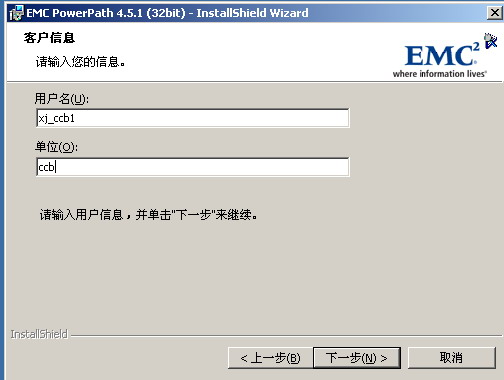 EMC PowerPath 4.5.1 (32bit) - InstallShield Wizard
客户信息
请输入您的信息。
EMC²
where information lives®
用户名(U):
xj_ccb1
单位(O):
ccb
请输入用户信息，并单击"下一步"来继续。
InstallShield
< 上一步(B)
下一步(N) >
取消